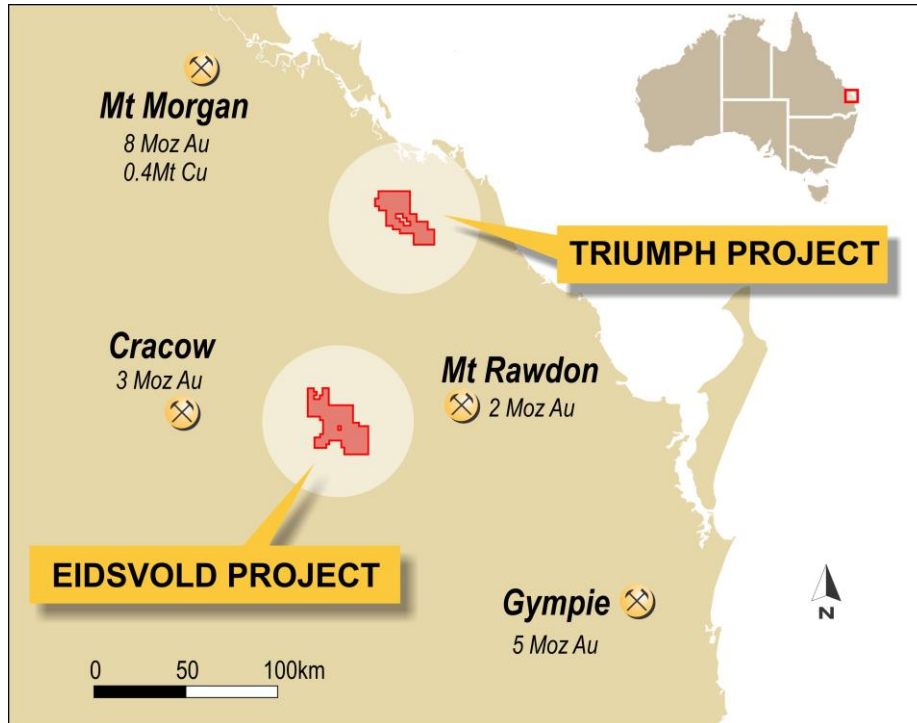 Mt Morgan
8 Moz Au
0.4Mt Cu
TRIUMPH PROJECT
Cracow
3 Moz Au
Mt Rawdon
2 Moz Au
EIDSVOLD PROJECT
Gympie
5 Moz Au
N
0 50 100km